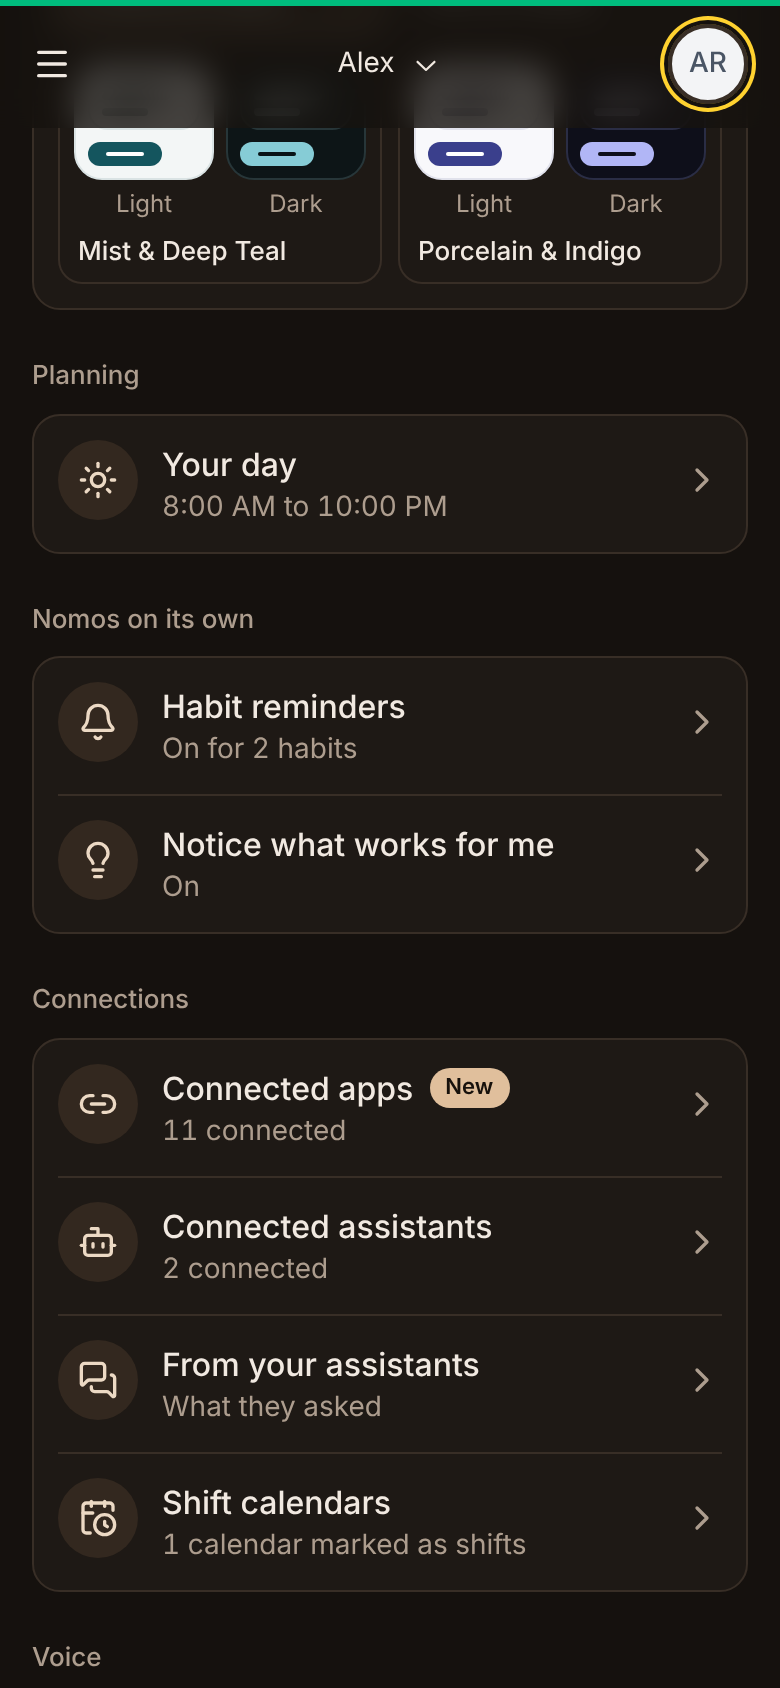 Alex
AR
Light
Dark
Light
Dark
Mist & Deep Teal
Porcelain & Indigo
Planning
Your day
8:00 AM to 10:00 PM
Nomos on its own
Habit reminders
On for 2 habits
Notice what works for me
On
Connections
Connected apps New
11 connected
Connected assistants
2 connected
From your assistants
What they asked
Shift calendars
1 calendar marked as shifts
Voice